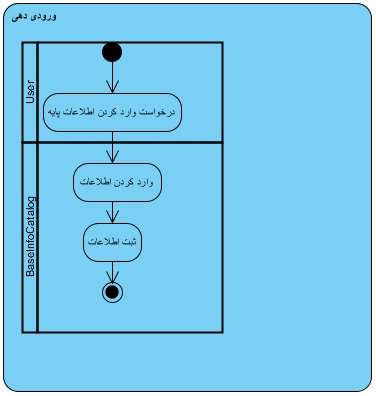 ورودی دهی
User
درخواست وارد کردن اطلاعات پایه
BaseInfoCatalog
وارد کردن اطلاعات
ثبت اطلاعات